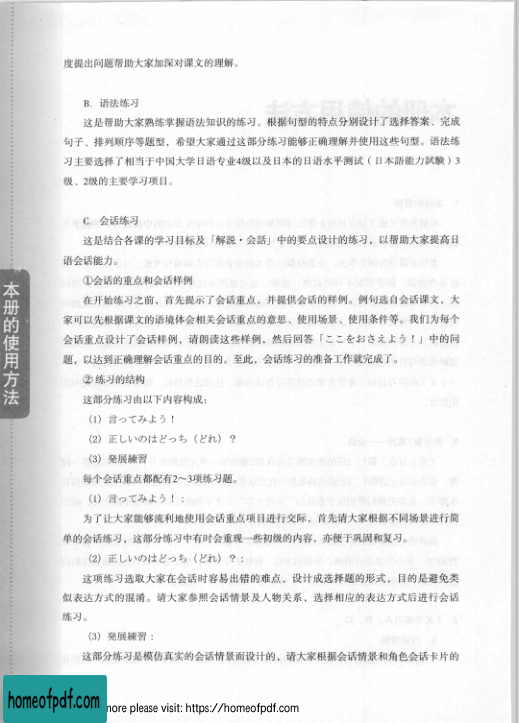 度提出问题帮助大家加深对课文的理解。
B. 语法练习
这是帮助大家熟练掌握语法知识的练习。根据句型的特点分别设计了选择答案、完成
句子、排列顺序等题型，希望大家通过这部分练习能够正确理解并使用这些句型。语法练
习主要选择了相当于中国大学日语专业4级以及日本的日语水平测试（日本語能力試験）3
级、2级的主要学习项目。
C. 会话练习
这是结合各课的学习目标及「解説・会話」中的要点设计的练习，以帮助大家提高日
语会话能力。
①会话的重点和会话样例
在开始练习之前，首先提示了会话重点，并提供会话的样例。例句选自会话课文，大
家可以先根据课文的语境体会相关会话重点的意思、使用场景、使用条件等。我们为每个
会话重点设计了会话样例，请朗读这些样例，然后回答「ここをおさえよう！」中的问
题，以达到正确理解会话重点的目的。至此，会话练习的准备工作就完成了。
②练习的结构
这部分练习由以下内容构成：
（1）言ってみよう！
（2）正しいのはどっち（どれ）？
（3）発展練習
每个会话重点都配有2～3项练习题。
（1）言ってみよう！：
为了让大家能够流利地使用会话重点项目进行交际，首先请大家根据不同场景进行简
单的会话练习，这部分练习中有时会重现一些初级的内容，亦便于巩固和复习。
（2）正しいのはどっち（どれ）？：
这项练习选取大家在会话时容易出错的难点，设计成选择题的形式，目的是避免类
似表达方式的混淆。请大家参照会话情景及人物关系，选择相应的表达方式后进行会话
练习。
（3）発展練習：
这部分练习是模仿真实的会话情景而设计的，请大家根据会话情景和角色会话卡片的
本册的使用方法
homeofpdf.com
more please visit: https://homeofpdf.com